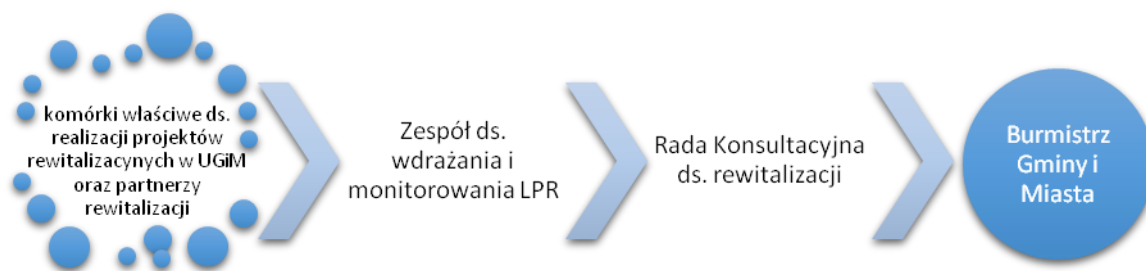 komórki właściwe ds.
realizacji projektów
rewitalizacynych w UGiM
oraz partnerzy
rewitalizacji
Zespół ds.
wdrażania i
monitorowania LPR
Rada Konsultacyjna
ds. rewitalizacji
Burmistrz
Gminy i
Miasta